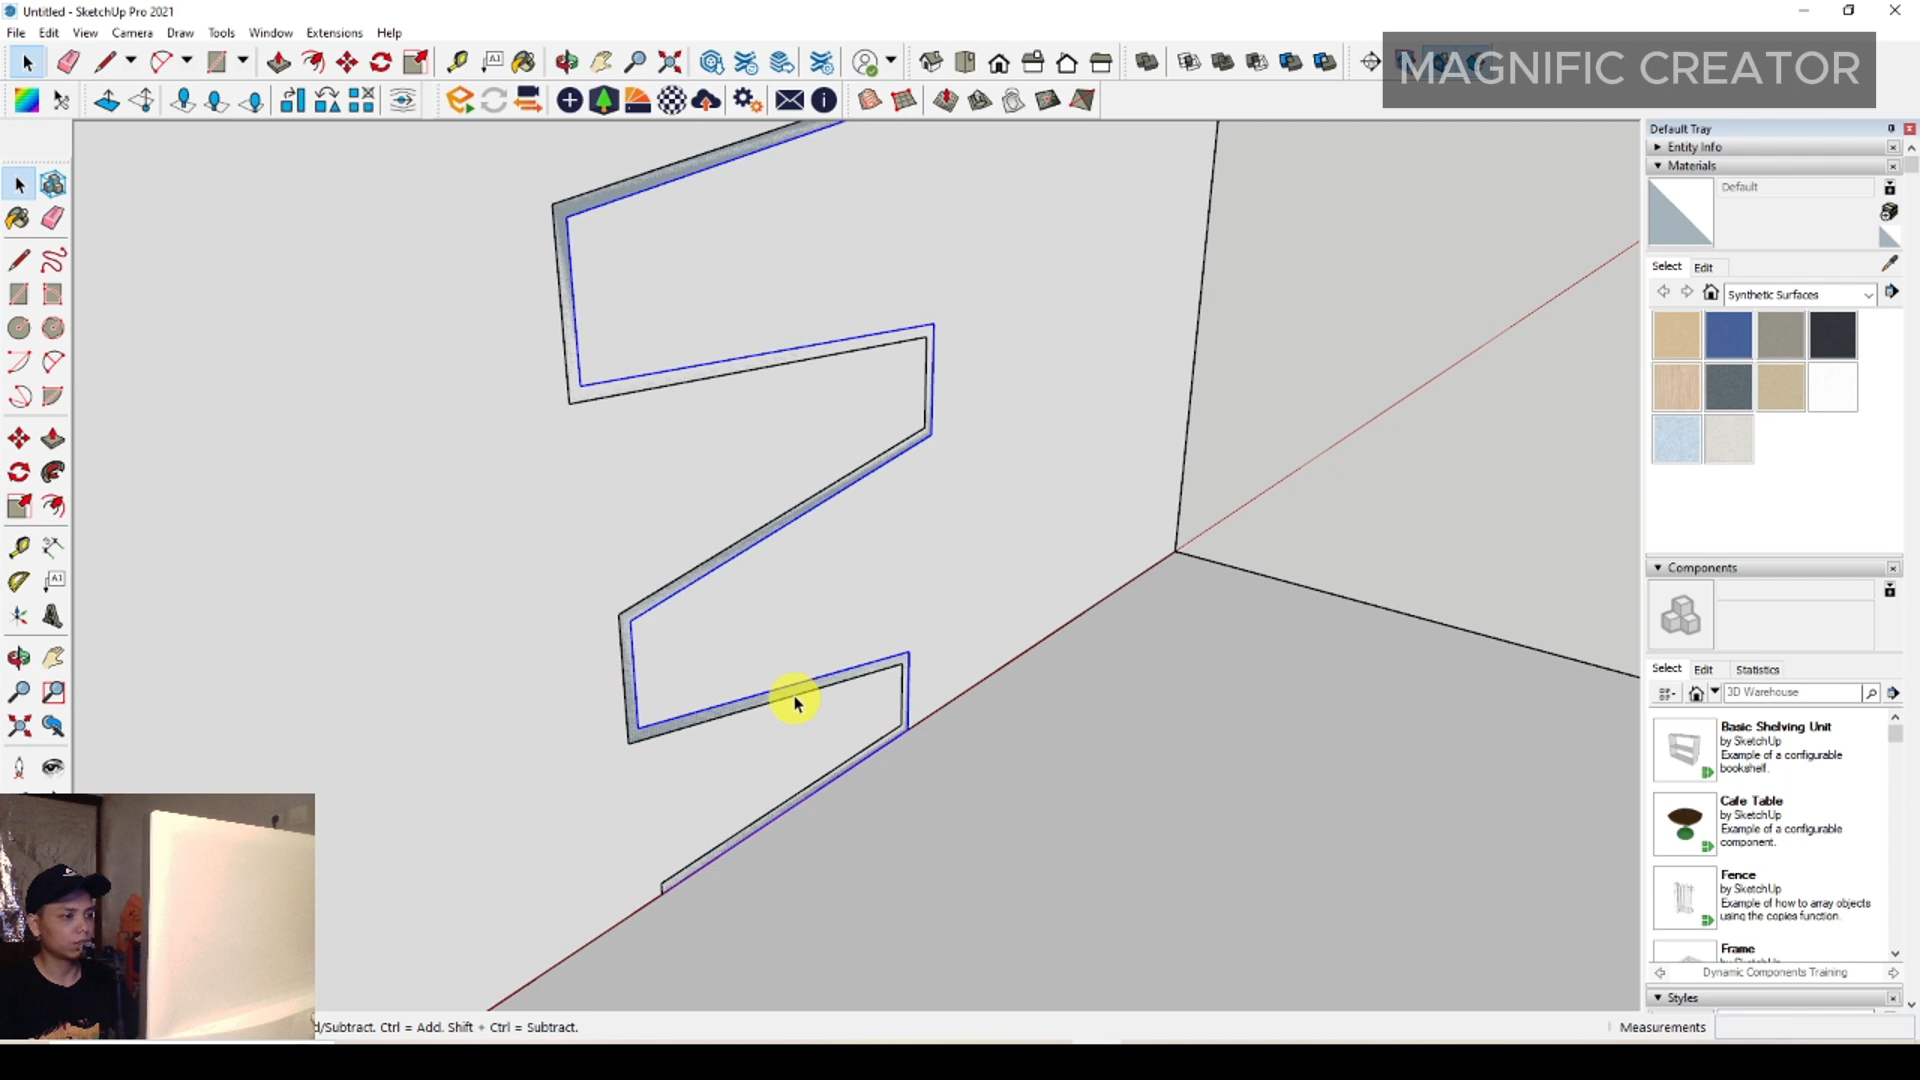 Untitled - SketchUp Pro 2021
File Edit View Camera Draw Tools Window Extensions Help
MAGNIFIC CREATOR
Default Tray
Entity Info
Materials
Default
Select Edit
Synthetic Surfaces
Components
Select Edit Statistics
3D Warehouse
Basic Shelving Unit
by SketchUp
Example of a configurable
bookshelf.
Cafe Table
by SketchUp
Example of a configurable
component.
Fence
by SketchUp
Example of how to array objects
using the copies function.
Frame
Dynamic Components Training
Styles
d/Subtract. Ctrl = Add. Shift + Ctrl = Subtract.
Measurements